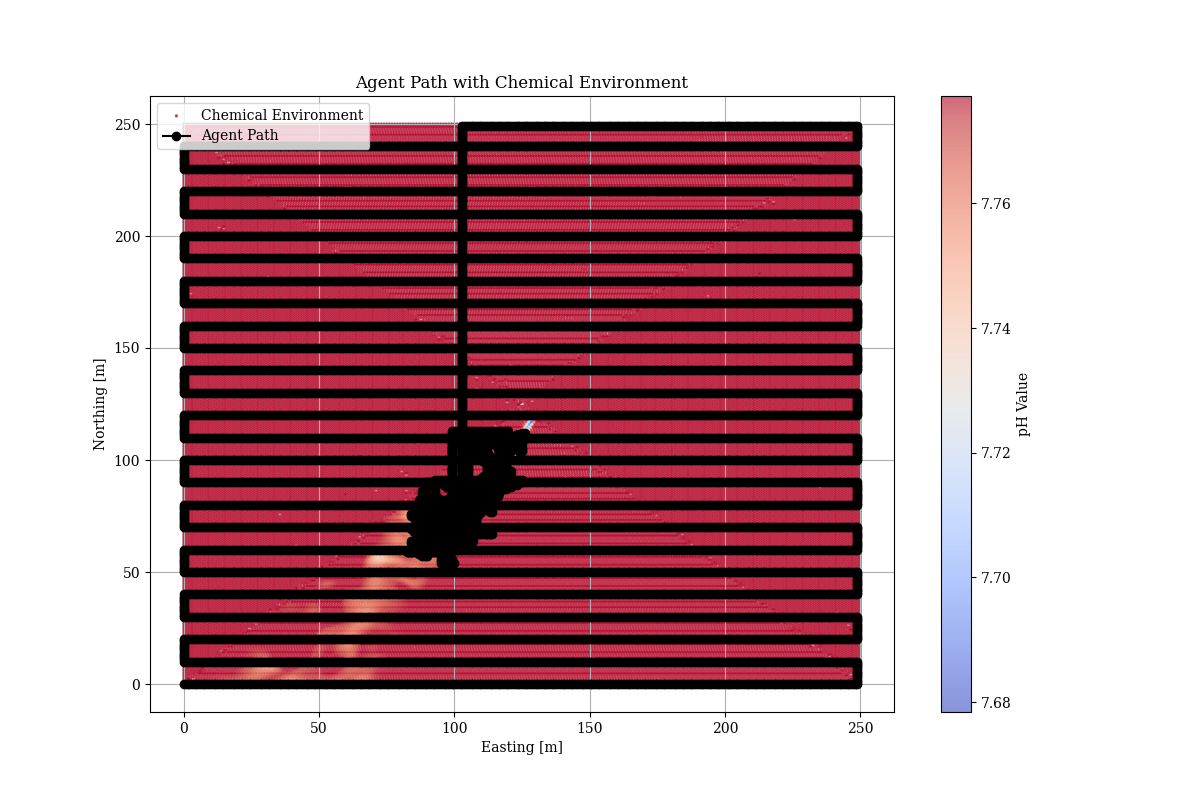 Agent Path with Chemical Environment
Chemical Environment
Agent Path
250
200
150
100
50
0
Northing [m]
0 50 100 150 200 250
Easting [m]
7.76
7.74
7.72
7.70
7.68
pH Value